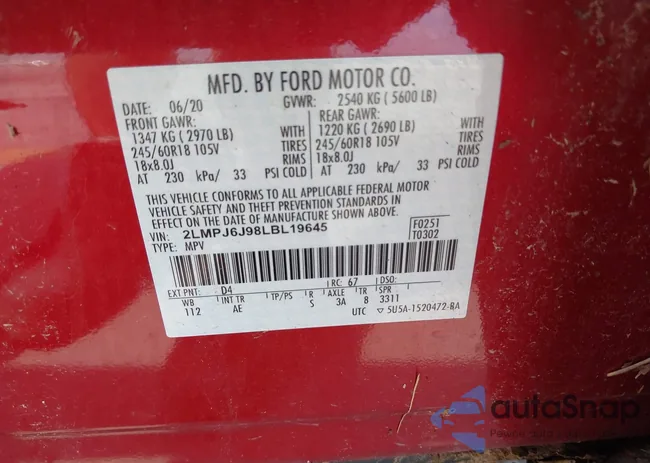 MFD. BY FORD MOTOR CO.
DATE: 06/20 GVWR: 2540 KG ( 5600 LB)
FRONT GAWR: REAR GAWR:
1347 KG ( 2970 LB) WITH 1220 KG ( 2690 LB) WITH
245/60R18 105V TIRES 245/60R18 105V TIRES
18x8.0J RIMS 18x8.0J RIMS
AT 230 kPa/ 33 PSI COLD AT 230 kPa/ 33 PSI COLD
THIS VEHICLE CONFORMS TO ALL APPLICABLE FEDERAL MOTOR
VEHICLE SAFETY AND THEFT PREVENTION STANDARDS IN
EFFECT ON THE DATE OF MANUFACTURE SHOWN ABOVE.
VIN: 2LMPJ6J98LBL19645 F0251
TYPE: MPV T0302
EXT PNT: D4 RC: 67 DSO:
WB INT TR TP/PS R AXLE TR SPR
112 AE S 3A 8 3311
UTC ▽ 5U5A-1520472-BA
autoSnap